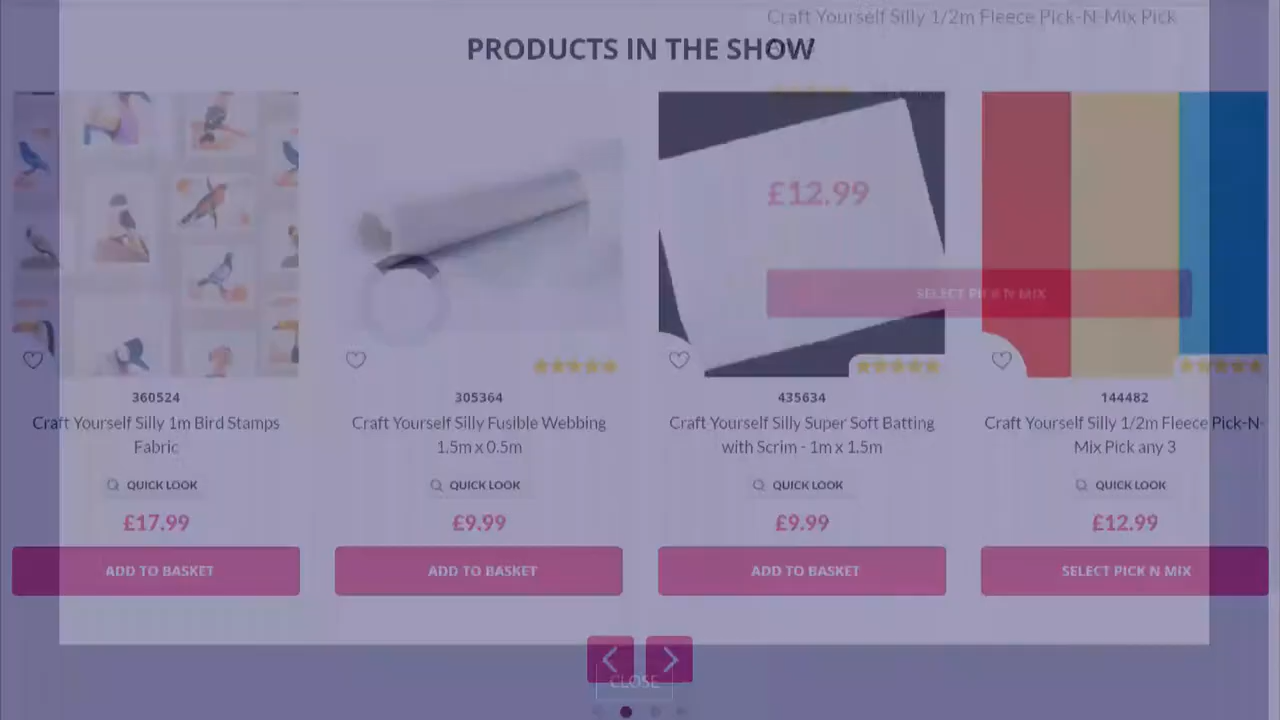 Craft Yourself Silly 1/2m Fleece Pick-N-Mix Pick
PRODUCTS IN THE SHOW
£12.99
SELECT PICK N MIX
360524
Craft Yourself Silly 1m Bird Stamps
Fabric
QUICK LOOK
£17.99
ADD TO BASKET
305364
Craft Yourself Silly Fusible Webbing
1.5m x 0.5m
QUICK LOOK
£9.99
ADD TO BASKET
435634
Craft Yourself Silly Super Soft Batting
with Scrim - 1m x 1.5m
QUICK LOOK
£9.99
ADD TO BASKET
144482
Craft Yourself Silly 1/2m Fleece Pick-N-
Mix Pick any 3
QUICK LOOK
£12.99
SELECT PICK N MIX
CLOSE